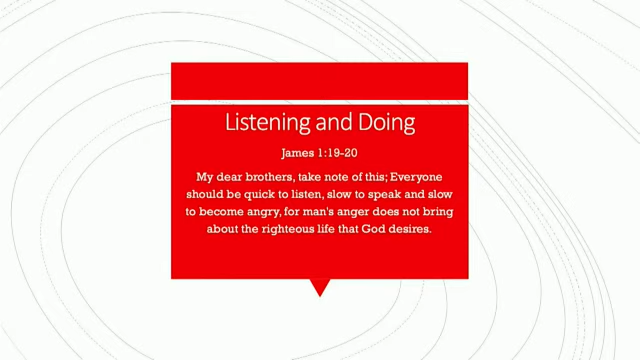 Listening and Doing
James 1:19-20
My dear brothers, take note of this; Everyone
should be quick to listen, slow to speak and slow
to become angry, for man's anger does not bring
about the righteous life that God desires.